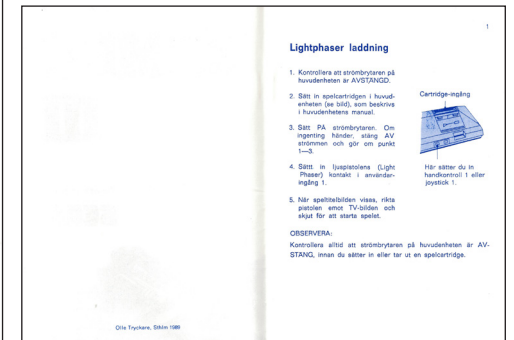 Olle Tryckare, Sthlm 1989
1
Lightphaser laddning
1. Kontrollera att strömbrytaren på
huvudenheten är AVSTÄNGD.
2. Sätt in spelcartridgen i huvud-
enheten (se bild), som beskrivs
i huvudenhetens manual.
3. Sätt PÅ strömbrytaren. Om
ingenting händer, stäng AV
strömmen och gör om punkt
1—3.
4. Sättt in ljuspistolens (Light
Phaser) kontakt i användar-
ingång 1.
5. När speltitelbilden visas, rikta
pistolen emot TV-bilden och
skjut för att starta spelet.
Cartridge-ingång
Här sätter du in
handkontroll 1 eller
joystick 1.
OBSERVERA:
Kontrollera alltid att strömbrytaren på huvudenheten är AV-
STÄNG, innan du sätter in eller tar ut en spelcartridge.